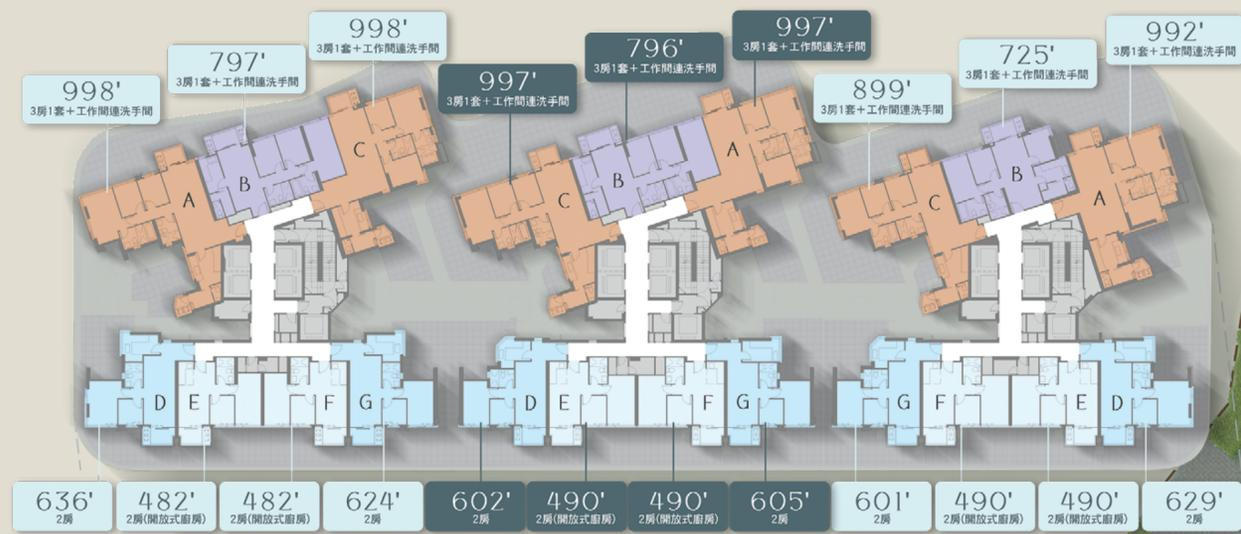 998'
3房1套+工作間連洗手間
797'
3房1套+工作間連洗手間
998'
3房1套+工作間連洗手間
997'
3房1套+工作間連洗手間
796'
3房1套+工作間連洗手間
997'
3房1套+工作間連洗手間
899'
3房1套+工作間連洗手間
725'
3房1套+工作間連洗手間
992'
3房1套+工作間連洗手間
A
B
C
C
B
A
C
B
A
D
E
F
G
D
E
F
G
G
F
E
D
636'
2房
482'
2房(開放式廚房)
482'
2房(開放式廚房)
624'
2房
602'
2房
490'
2房(開放式廚房)
490'
2房(開放式廚房)
605'
2房
601'
2房
490'
2房(開放式廚房)
490'
2房(開放式廚房)
629'
2房